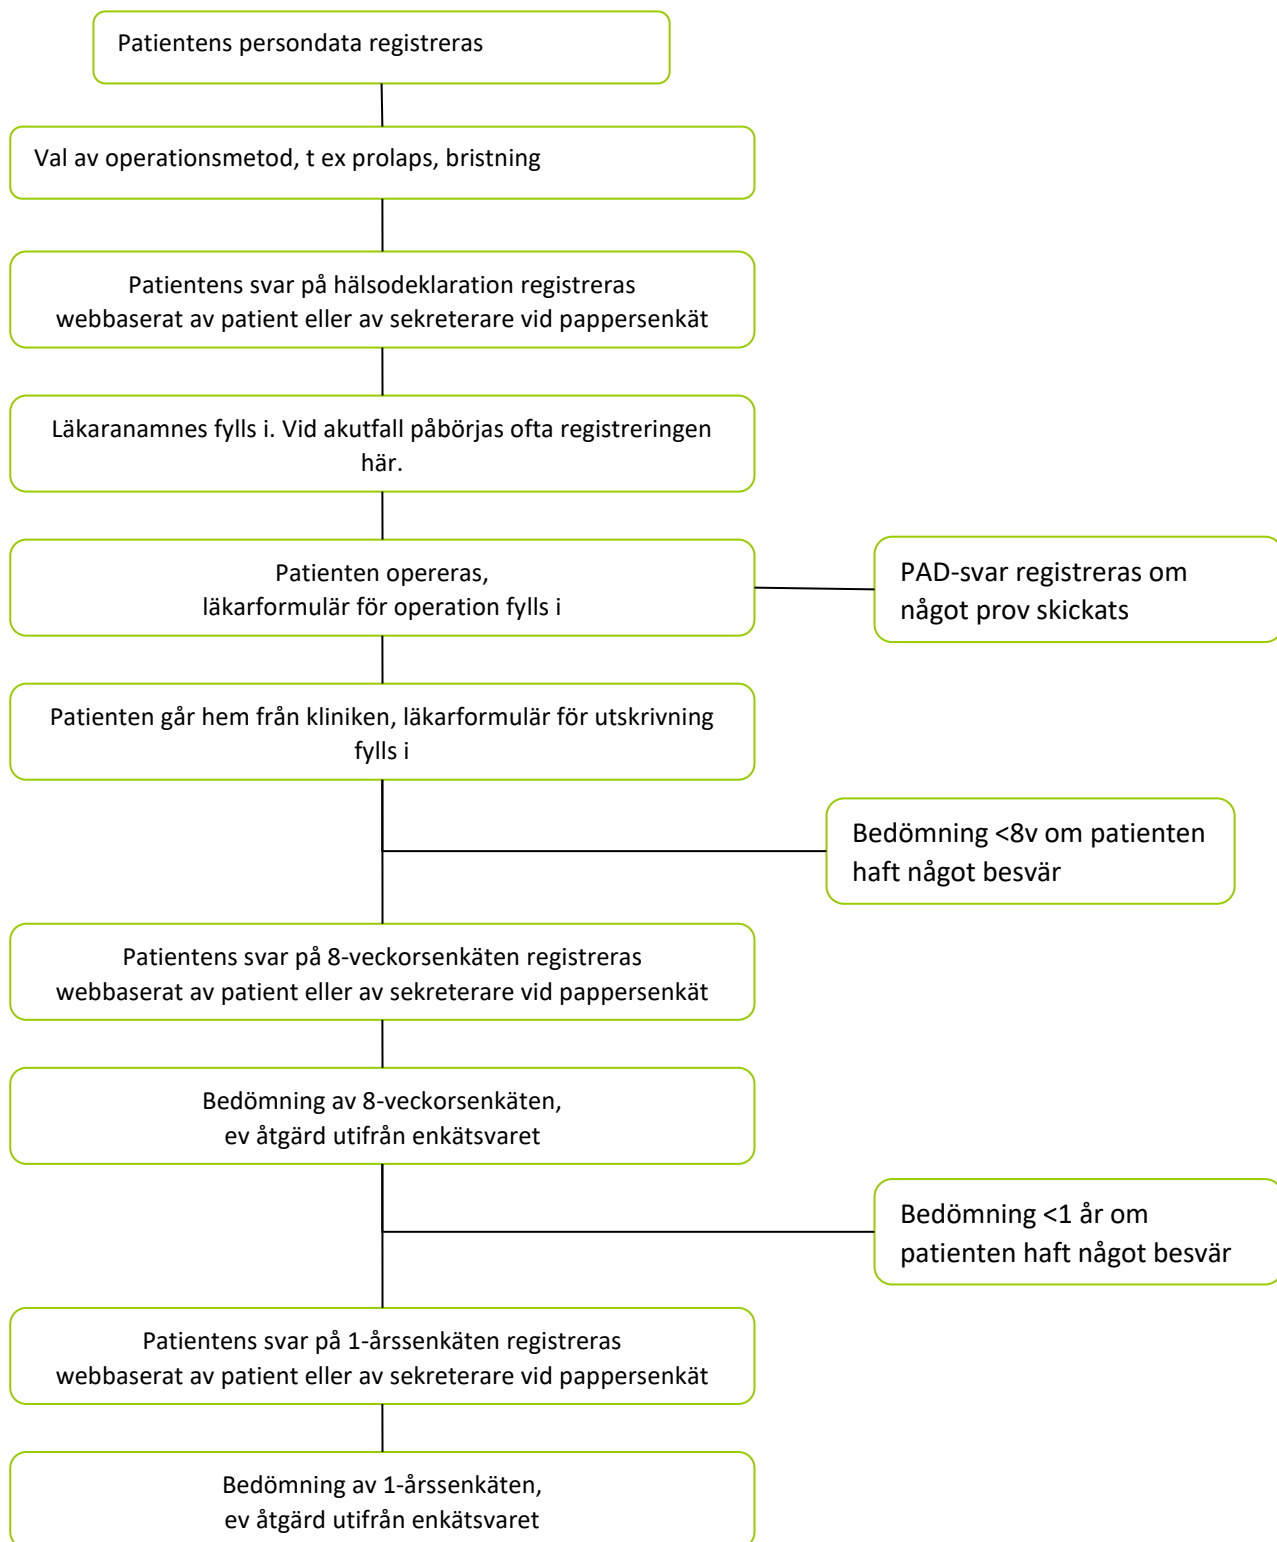 Patientens persondata registreras
Val av operationsmetod, t ex prolaps, bristning
Patientens svar på hälsodeklaration registreras
webbaserat av patient eller av sekreterare vid pappersenkät
Läkaranamnes fylls i. Vid akutfall påbörjas ofta registreringen
här.
Patienten opereras,
läkarformulär för operation fylls i
PAD-svar registreras om
något prov skickats
Patienten går hem från kliniken, läkarformulär för utskrivning
fylls i
Bedömning <8v om patienten
haft något besvär
Patientens svar på 8-veckorsenkäten registreras
webbaserat av patient eller av sekreterare vid pappersenkät
Bedömning av 8-veckorsenkäten,
ev åtgärd utifrån enkätsvaret
Bedömning <1 år om
patienten haft något besvär
Patientens svar på 1-årssenkäten registreras
webbaserat av patient eller av sekreterare vid pappersenkät
Bedömning av 1-årssenkäten,
ev åtgärd utifrån enkätsvaret